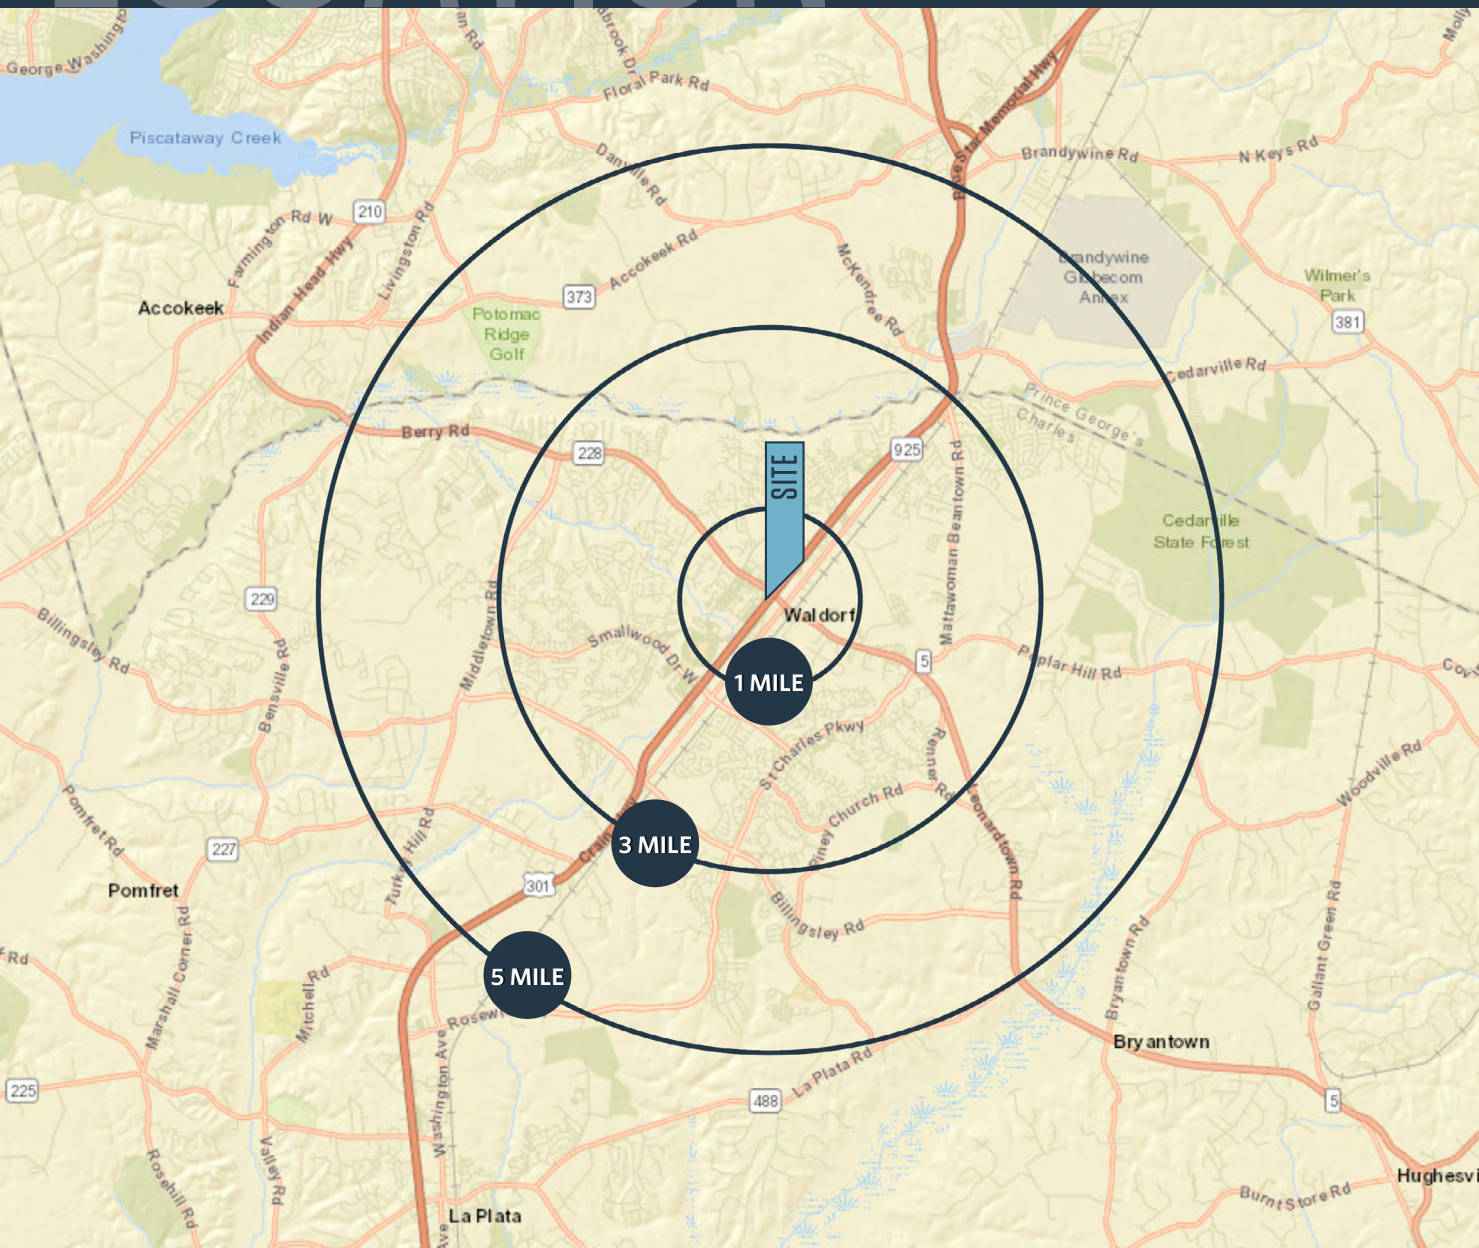 George Washing
Piscataway Creek
Floral Park Rd
Danville Rd
Blue Star Memorial Hwy
Brandywine Rd
N Keys Rd
Farmington Rd W
210
Livingston Rd
Indian Head Hwy
Accokeek
373
Accokeek Rd
McKendree Rd
Brandywine
Globecom
Annex
Wilmer's
Park
381
Potomac
Ridge
Golf
Cedarville Rd
Prince George's
Charles
Berry Rd
228
925
SITE
Mattawoman Beantown Rd
Cedarville
State Forest
229
Billingsley Rd
Bensville Rd
Middletown Rd
Smallwood Dr W
Waldorf
1 MILE
5
Poplar Hill Rd
St Charles Pkwy
Renner Rd
Leonardtown Rd
Woodville Rd
Pomfret Rd
227
Turkey Hill Rd
Piney Church Rd
3 MILE
Crain
301
Pomfret
Billingsley Rd
Marshall Corner Rd
Mitchell Rd
5 MILE
Rosew
Gallant Green Rd
Bryantown Rd
Bryantown
Washington Ave
225
La Plata Rd
488
5
Rosehill Rd
Valley Rd
La Plata
Burnt Store Rd
Hughesvi